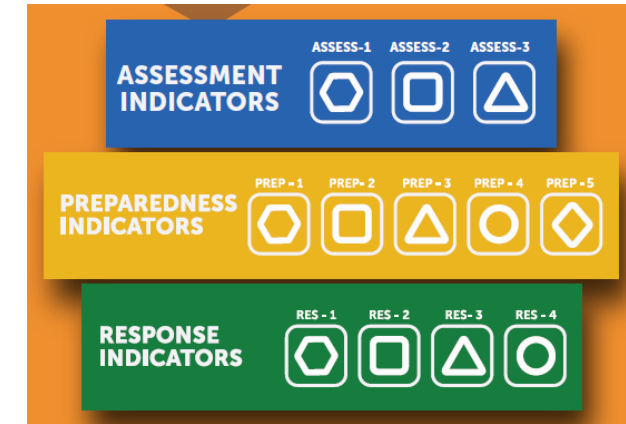 ASSESS-1 ASSESS-2 ASSESS-3
ASSESSMENT
INDICATORS
PREP - 1 PREP- 2 PREP - 3 PREP - 4 PREP - 5
PREPAREDNESS
INDICATORS
RES - 1 RES - 2 RES- 3 RES - 4
RESPONSE
INDICATORS